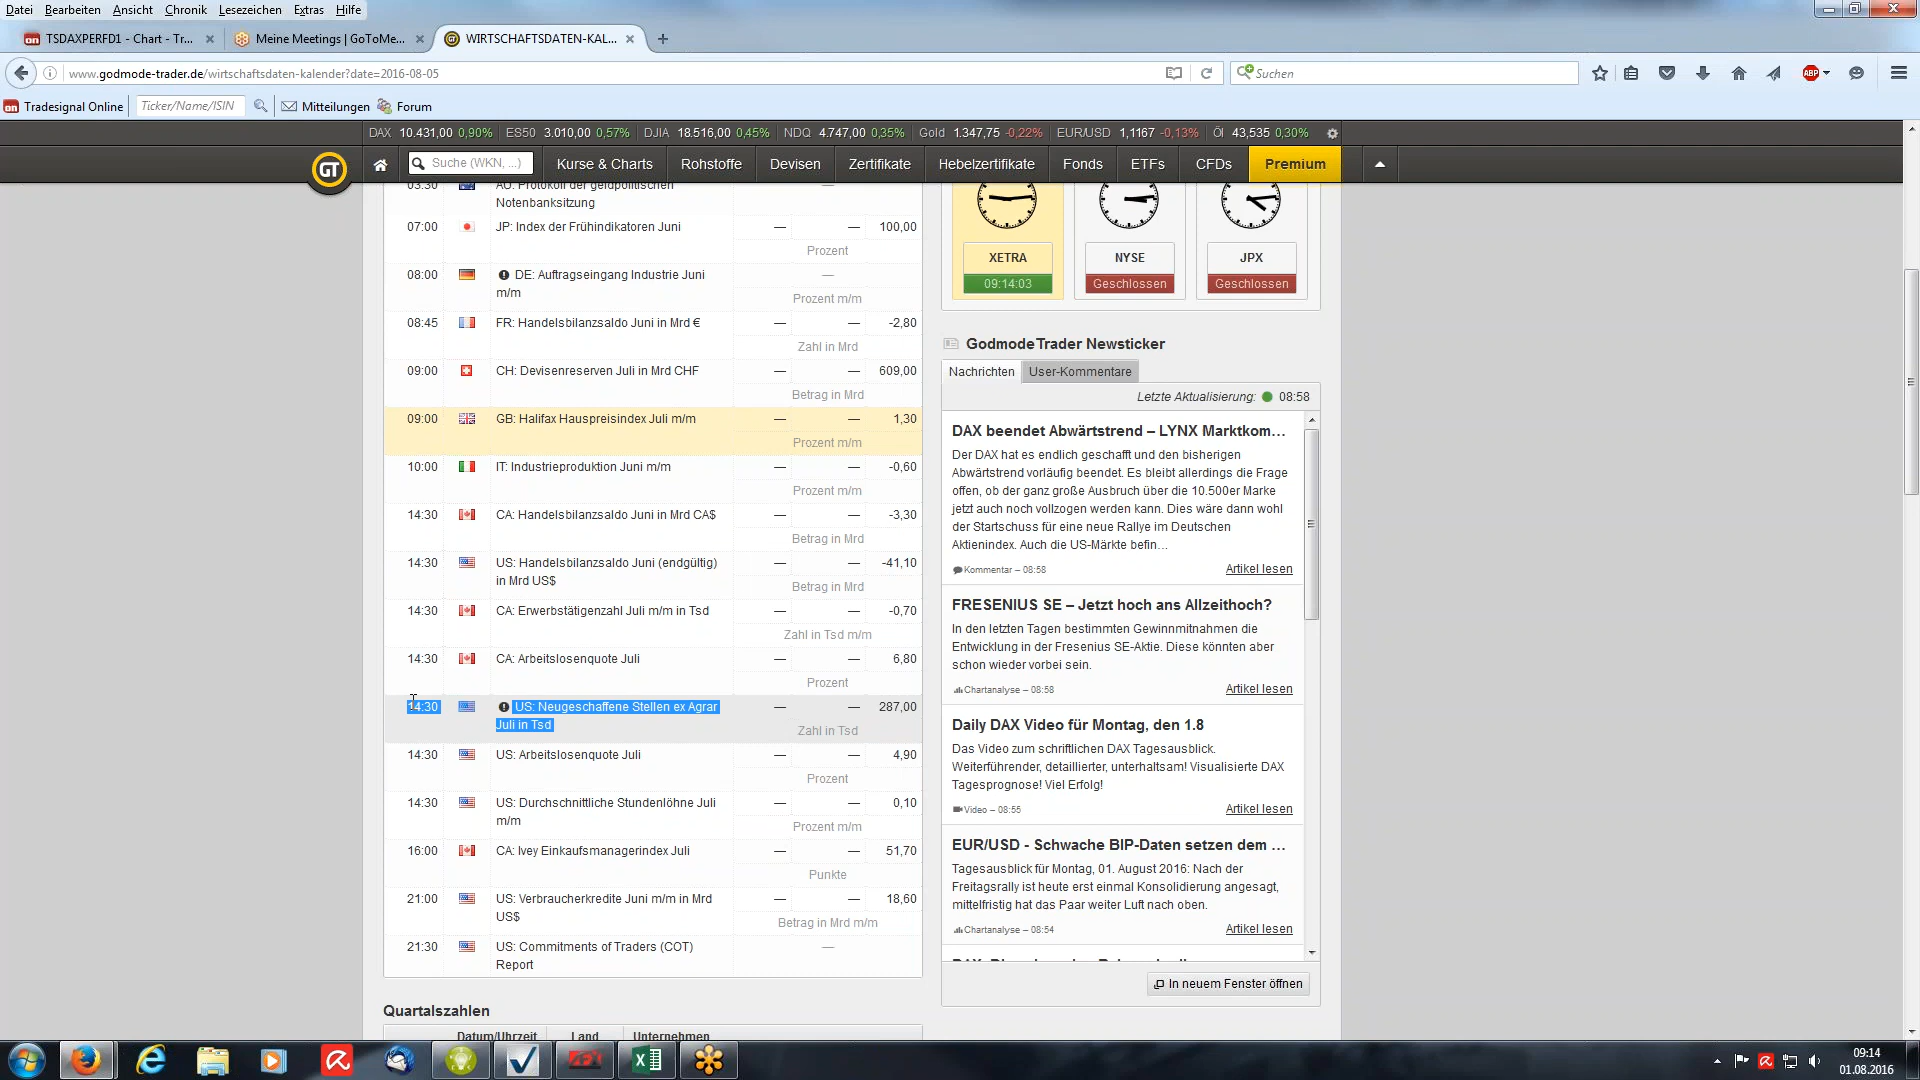 Datei Bearbeiten Ansicht Chronik Lesezeichen Extras Hilfe
TSDAXPERFD1 - Chart - Tr... × Meine Meetings | GoToMe... × WIRTSCHAFTSDATEN-KAL... × +
www.godmode-trader.de/wirtschaftsdaten-kalender?date=2016-08-05
Suchen
ABP
on Tradesignal Online Ticker/Name/ISIN Mitteilungen Forum
DAX 10.431,00 0,90% ES50 3.010,00 0,57% DJIA 18.516,00 0,45% NDQ 4.747,00 0,35% Gold 1.347,75 -0,22% EUR/USD 1,1167 -0,13% Öl 43,535 0,30%
GT Suche (WKN, ...) Kurse & Charts Rohstoffe Devisen Zertifikate Hebelzertifikate Fonds ETFs CFDs Premium
03:30 AU: Protokoll der geldpolitischen —
Notenbanksitzung
07:00 JP: Index der Frühindikatoren Juni — — 100,00
Prozent
08:00 DE: Auftragseingang Industrie Juni —
m/m
Prozent m/m
08:45 FR: Handelsbilanzsaldo Juni in Mrd € — — -2,80
Zahl in Mrd
09:00 CH: Devisenreserven Juli in Mrd CHF — — 609,00
Betrag in Mrd
09:00 GB: Halifax Hauspreisindex Juli m/m — — 1,30
Prozent m/m
10:00 IT: Industrieproduktion Juni m/m — — -0,60
Prozent m/m
14:30 CA: Handelsbilanzsaldo Juni in Mrd CA$ — — -3,30
Betrag in Mrd
14:30 US: Handelsbilanzsaldo Juni (endgültig) — — -41,10
in Mrd US$
Betrag in Mrd
14:30 CA: Erwerbstätigenzahl Juli m/m in Tsd — — -0,70
Zahl in Tsd m/m
14:30 CA: Arbeitslosenquote Juli — — 6,80
Prozent
14:30 US: Neugeschaffene Stellen ex Agrar — — 287,00
Juli in Tsd
Zahl in Tsd
14:30 US: Arbeitslosenquote Juli — — 4,90
Prozent
14:30 US: Durchschnittliche Stundenlöhne Juli — — 0,10
m/m
Prozent m/m
16:00 CA: Ivey Einkaufsmanagerindex Juli — — 51,70
Punkte
21:00 US: Verbraucherkredite Juni m/m in Mrd — — 18,60
US$
Betrag in Mrd m/m
21:30 US: Commitments of Traders (COT) —
Report
Quartalszahlen
Datum/Uhrzeit Land Unternehmen
XETRA NYSE JPX
09:14:03 Geschlossen Geschlossen
GodmodeTrader Newsticker
Nachrichten User-Kommentare
Letzte Aktualisierung: 08:58
DAX beendet Abwärtstrend – LYNX Marktkom...
Der DAX hat es endlich geschafft und den bisherigen
Abwärtstrend vorläufig beendet. Es bleibt allerdings die Frage
offen, ob der ganz große Ausbruch über die 10.500er Marke
jetzt auch noch vollzogen werden kann. Dies wäre dann wohl
der Startschuss für eine neue Rallye im Deutschen
Aktienindex. Auch die US-Märkte befin...
Kommentar – 08:58 Artikel lesen
FRESENIUS SE – Jetzt hoch ans Allzeithoch?
In den letzten Tagen bestimmten Gewinnmitnahmen die
Entwicklung in der Fresenius SE-Aktie. Diese könnten aber
schon wieder vorbei sein.
Chartanalyse – 08:58 Artikel lesen
Daily DAX Video für Montag, den 1.8
Das Video zum schriftlichen DAX Tagesausblick.
Weiterführender, detaillierter, unterhaltsam! Visualisierte DAX
Tagesprognose! Viel Erfolg!
Video – 08:55 Artikel lesen
EUR/USD - Schwache BIP-Daten setzen dem ...
Tagesausblick für Montag, 01. August 2016: Nach der
Freitagsrally ist heute erst einmal Konsolidierung angesagt,
mittelfristig hat das Paar weiter Luft nach oben.
Chartanalyse – 08:54 Artikel lesen
In neuem Fenster öffnen
09:14
01.08.2016